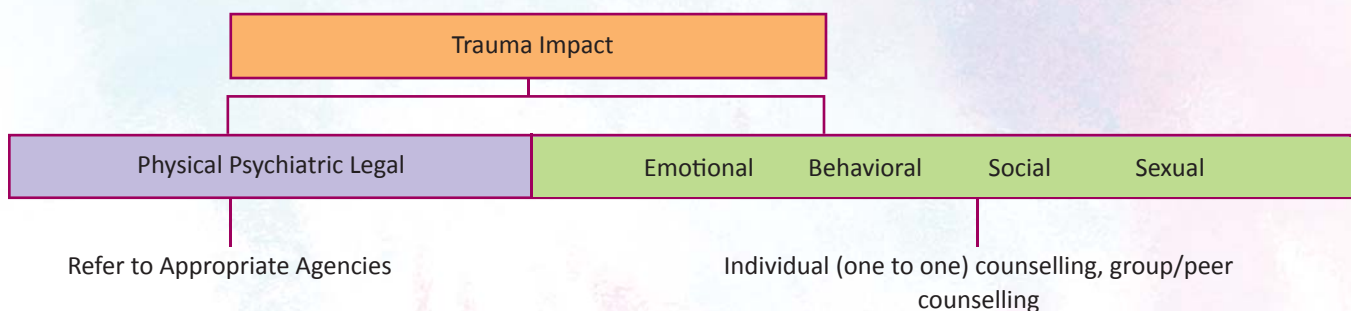 Trauma Impact
Physical Psychiatric Legal
Emotional Behavioral Social Sexual
Refer to Appropriate Agencies
Individual (one to one) counselling, group/peer
counselling